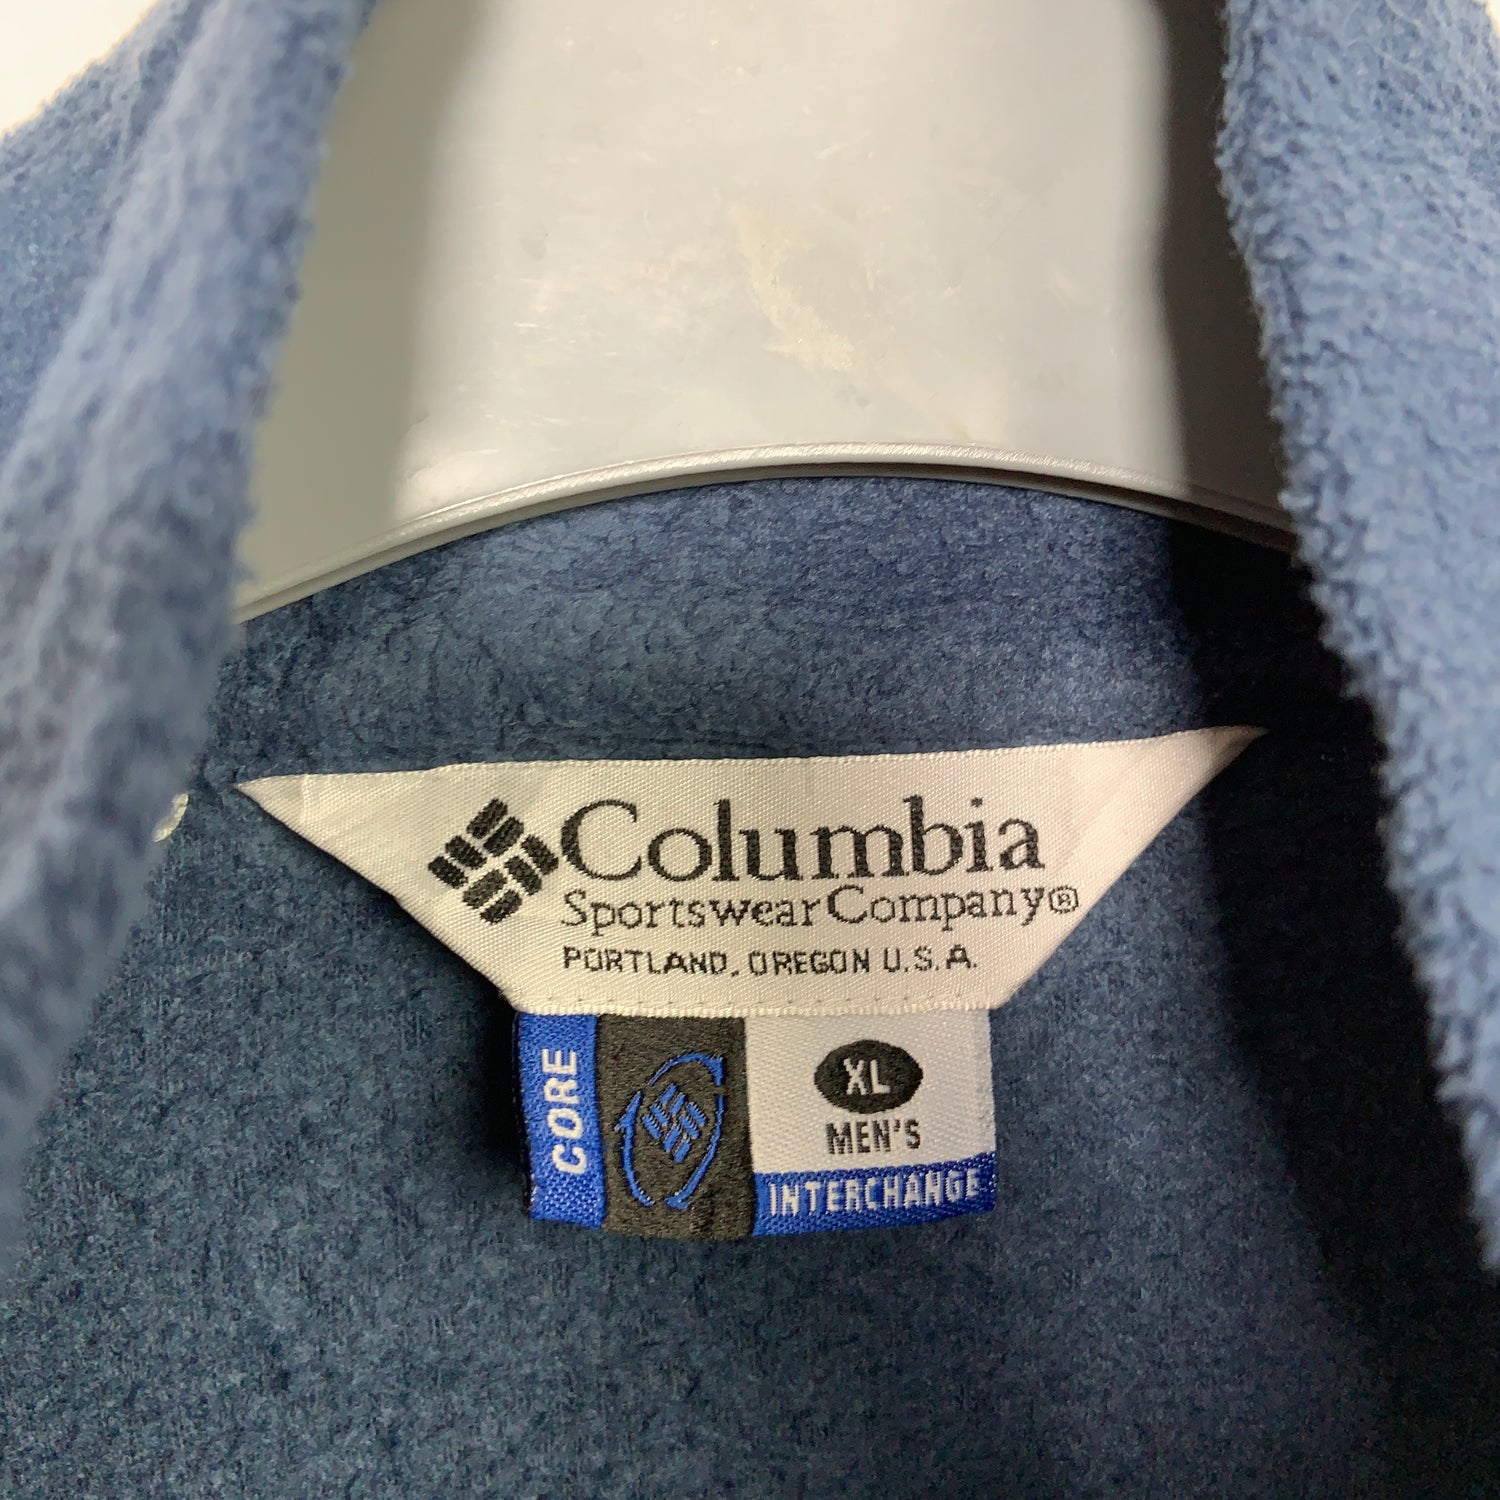 Columbia
Sportswear Company®
PORTLAND, OREGON U.S.A.
CORE
XL
MEN'S
INTERCHANGE